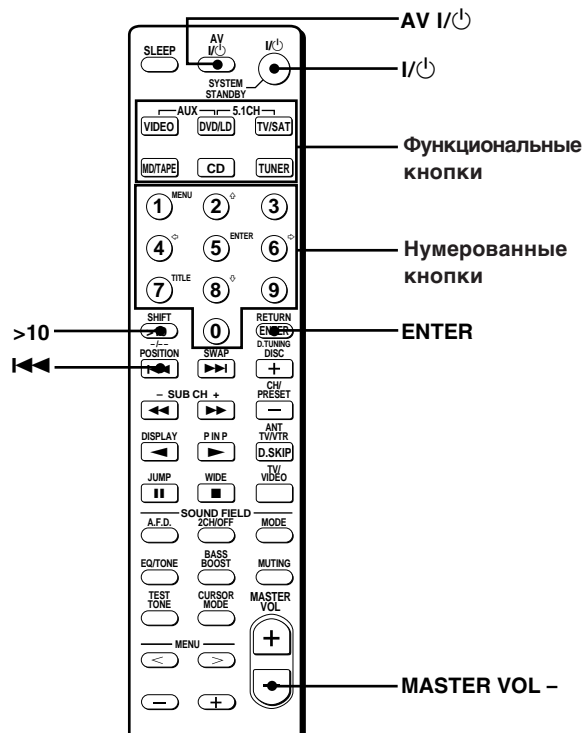 AV I/⏻
AV
SLEEP I/⏻ I/⏻
I/⏻
SYSTEM
STANDBY
AUX 5.1CH
VIDEO DVD/LD TV/SAT
Функциональные
кнопки
MD/TAPE CD TUNER
1 MENU 2 ⇧ 3
4 ⇦ 5 ENTER 6 ⇨
Нумерованные
кнопки
7 TITLE 8 ⇩ 9
SHIFT RETURN
>10 0 ENTER
-/-- D.TUNING
POSITION SWAP DISC
I◀◀ ▶▶I +
– SUB CH + CH/
PRESET
◀◀ ▶▶ –
DISPLAY P IN P ANT
TV/VTR
◀ ▶ D.SKIP
JUMP WIDE TV/
VIDEO
II ■
SOUND FIELD
A.F.D. 2CH/OFF MODE
EQ/TONE BASS
BOOST MUTING
TEST
TONE CURSOR
MODE MASTER
VOL
MENU +
< >
MASTER VOL –
– +